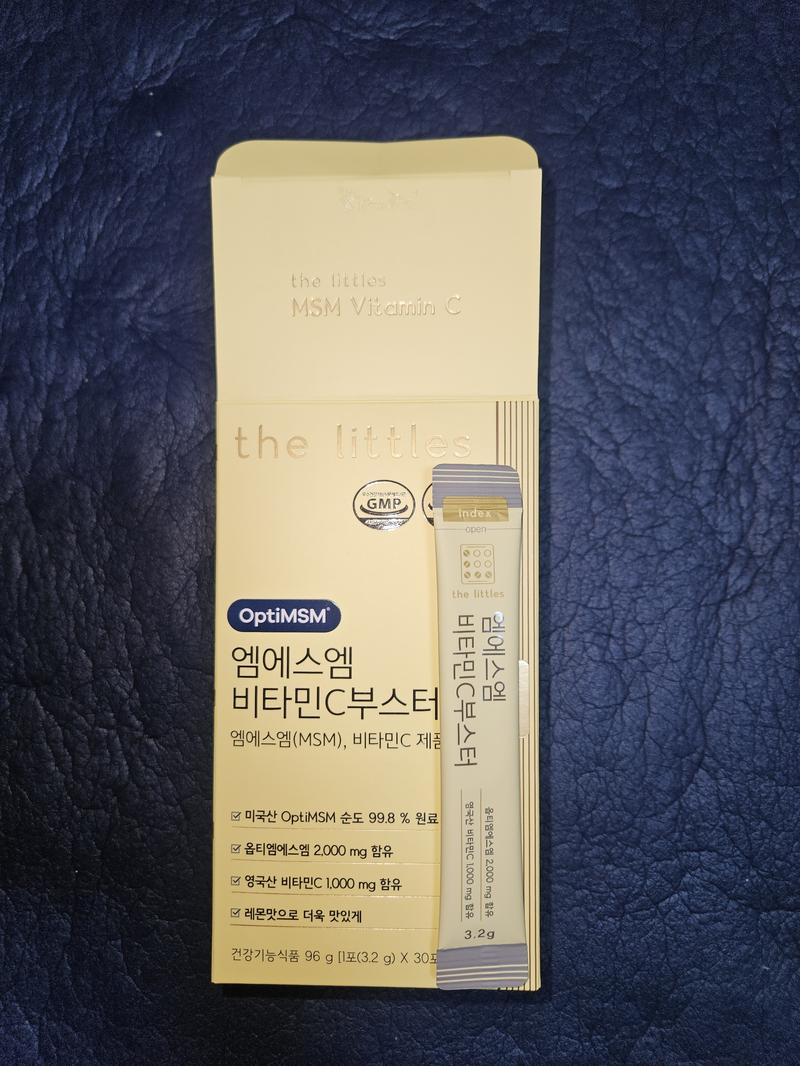 the littles
MSM Vitamin C
the littles
GMP
OptiMSM®
엠에스엠
비타민C부스터
엠에스엠(MSM), 비타민C 제품
미국산 OptiMSM 순도 99.8 % 원료
옵티엠에스엠 2,000 mg 함유
영국산 비타민C 1,000 mg 함유
레몬맛으로 더욱 맛있게
건강기능식품 96 g [1포(3.2 g) X 30포
index
open
the littles
엠에스엠
비타민C부스터
옵티엠에스엠 2,000 mg 함유
영국산 비타민C 1,000 mg 함유
3.2g